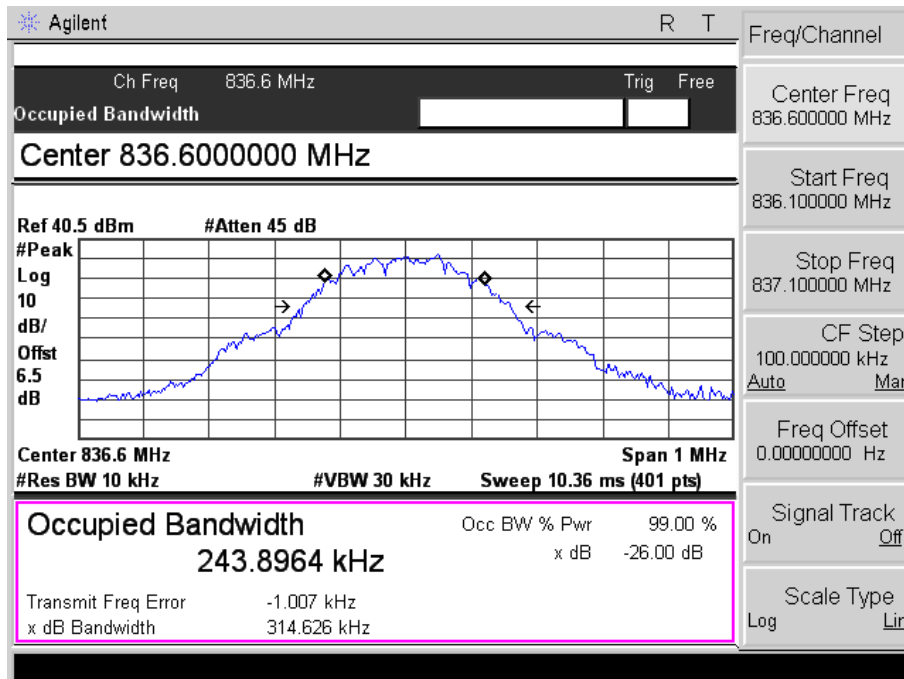 Agilent R T
Ch Freq 836.6 MHz Trig Free
Occupied Bandwidth
Center 836.6000000 MHz
Ref 40.5 dBm #Atten 45 dB
#Peak
Log
10
dB/
Offst
6.5
dB
Center 836.6 MHz Span 1 MHz
#Res BW 10 kHz #VBW 30 kHz Sweep 10.36 ms (401 pts)
Occupied Bandwidth
243.8964 kHz
Occ BW % Pwr 99.00 %
x dB -26.00 dB
Transmit Freq Error -1.007 kHz
x dB Bandwidth 314.626 kHz
Freq/Channel
Center Freq
836.600000 MHz
Start Freq
836.100000 MHz
Stop Freq
837.100000 MHz
CF Step
100.000000 kHz
Auto Man
Freq Offset
0.00000000 Hz
Signal Track
On Off
Scale Type
Log Lin